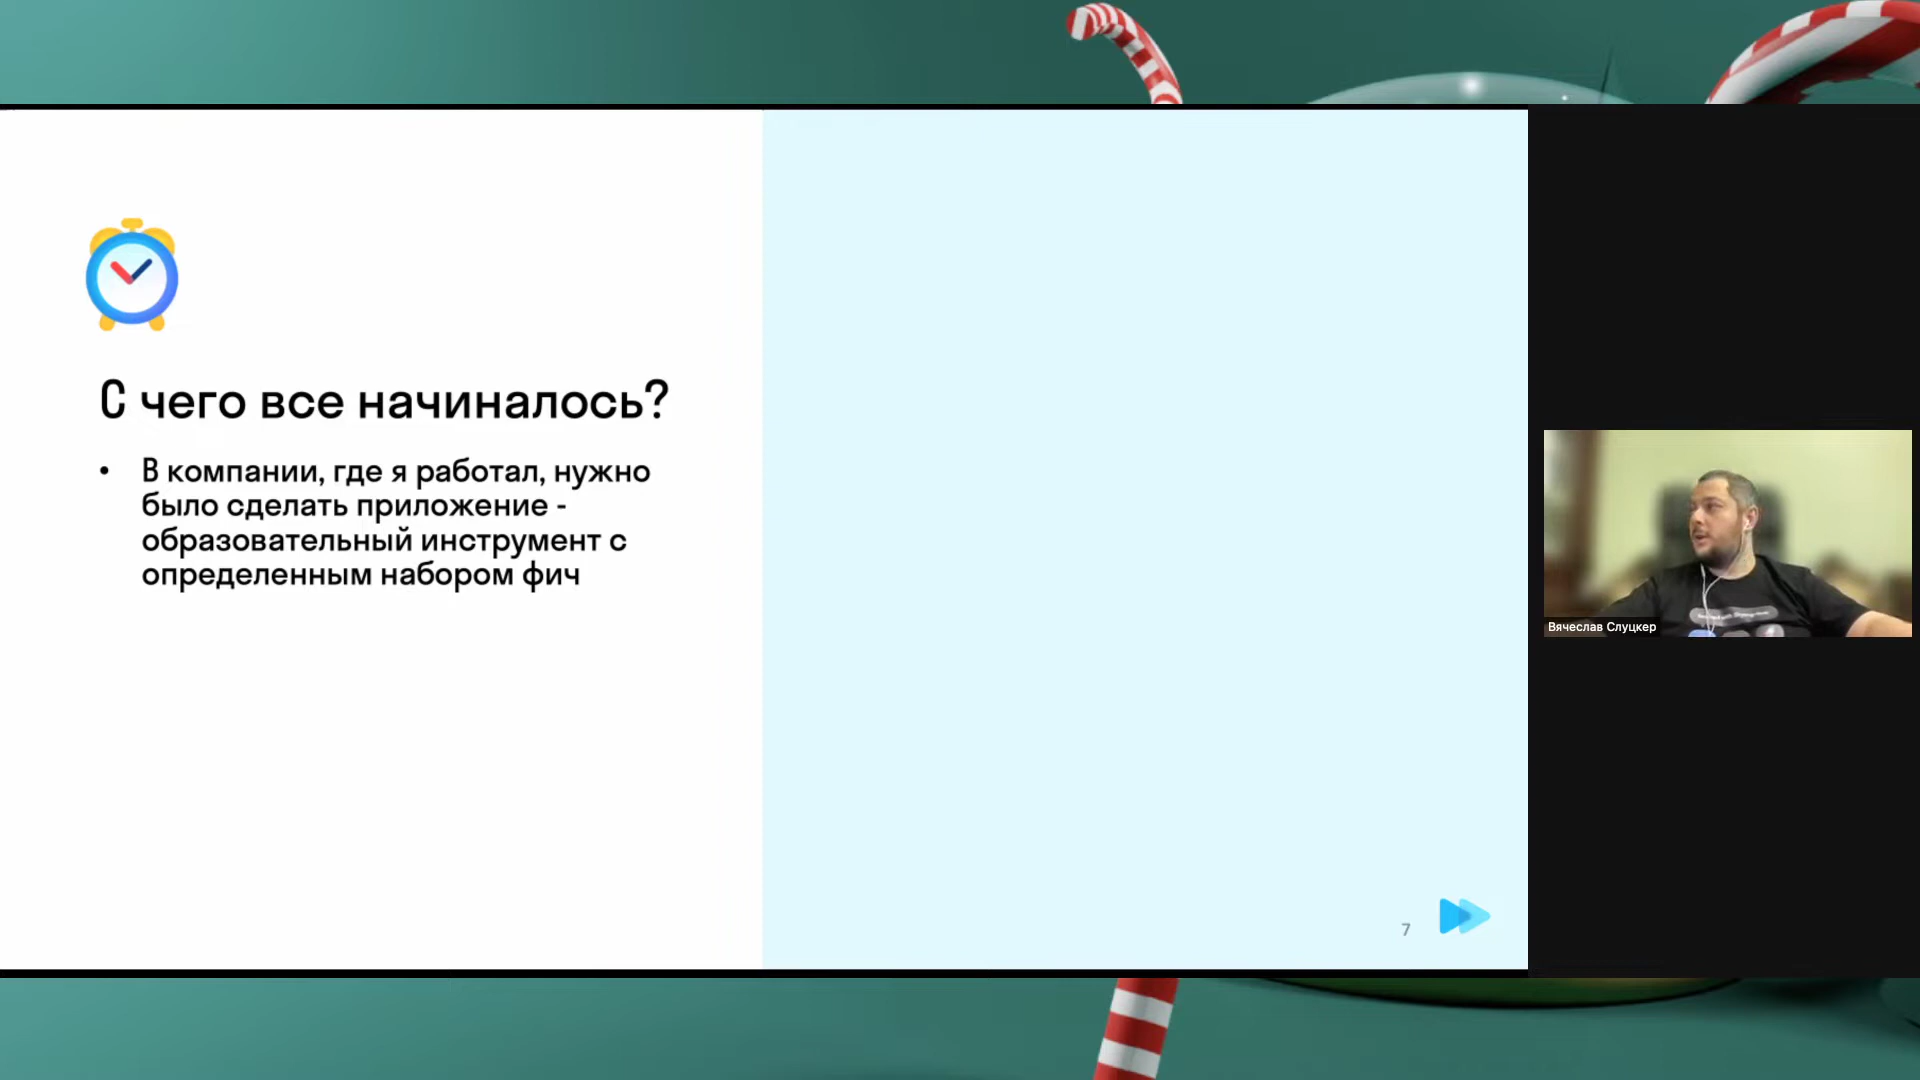 С чего все начиналось?
• В компании, где я работал, нужно
было сделать приложение -
образовательный инструмент с
определенным набором фич
7
Вячеслав Слуцкер